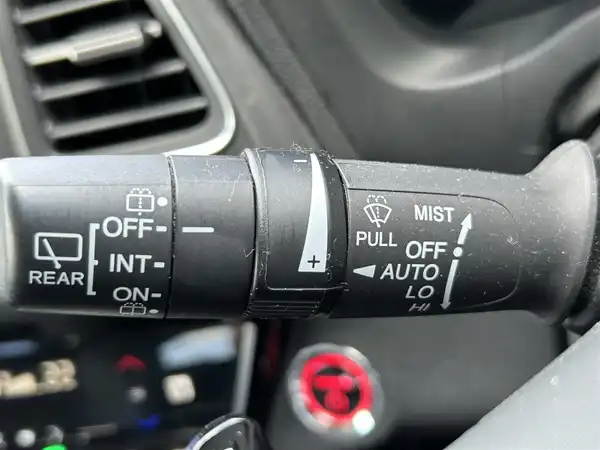 REAR
OFF
INT
ON
−
+
PULL
MIST
OFF
AUTO
LO
HI